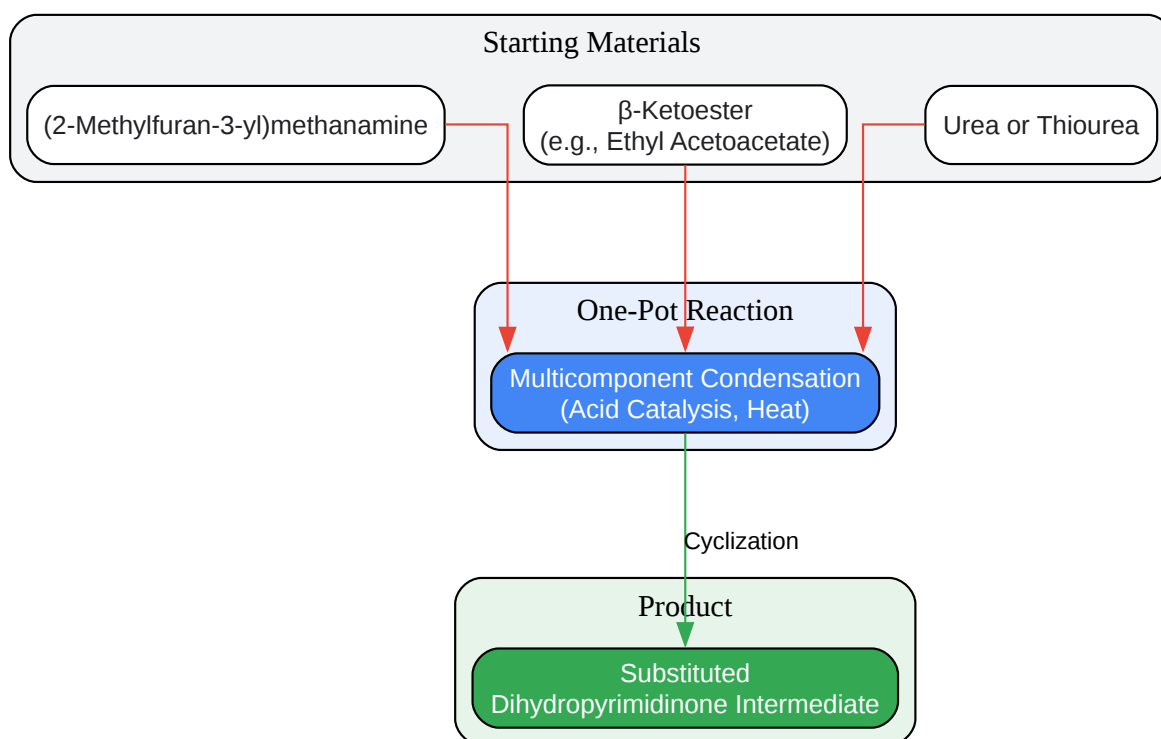 Starting Materials
(2-Methylfuran-3-yl)methanamine
β-Ketoester
(e.g., Ethyl Acetoacetate)
Urea or Thiourea
One-Pot Reaction
Multicomponent Condensation
(Acid Catalysis, Heat)
Cyclization
Product
Substituted
Dihydropyrimidinone Intermediate